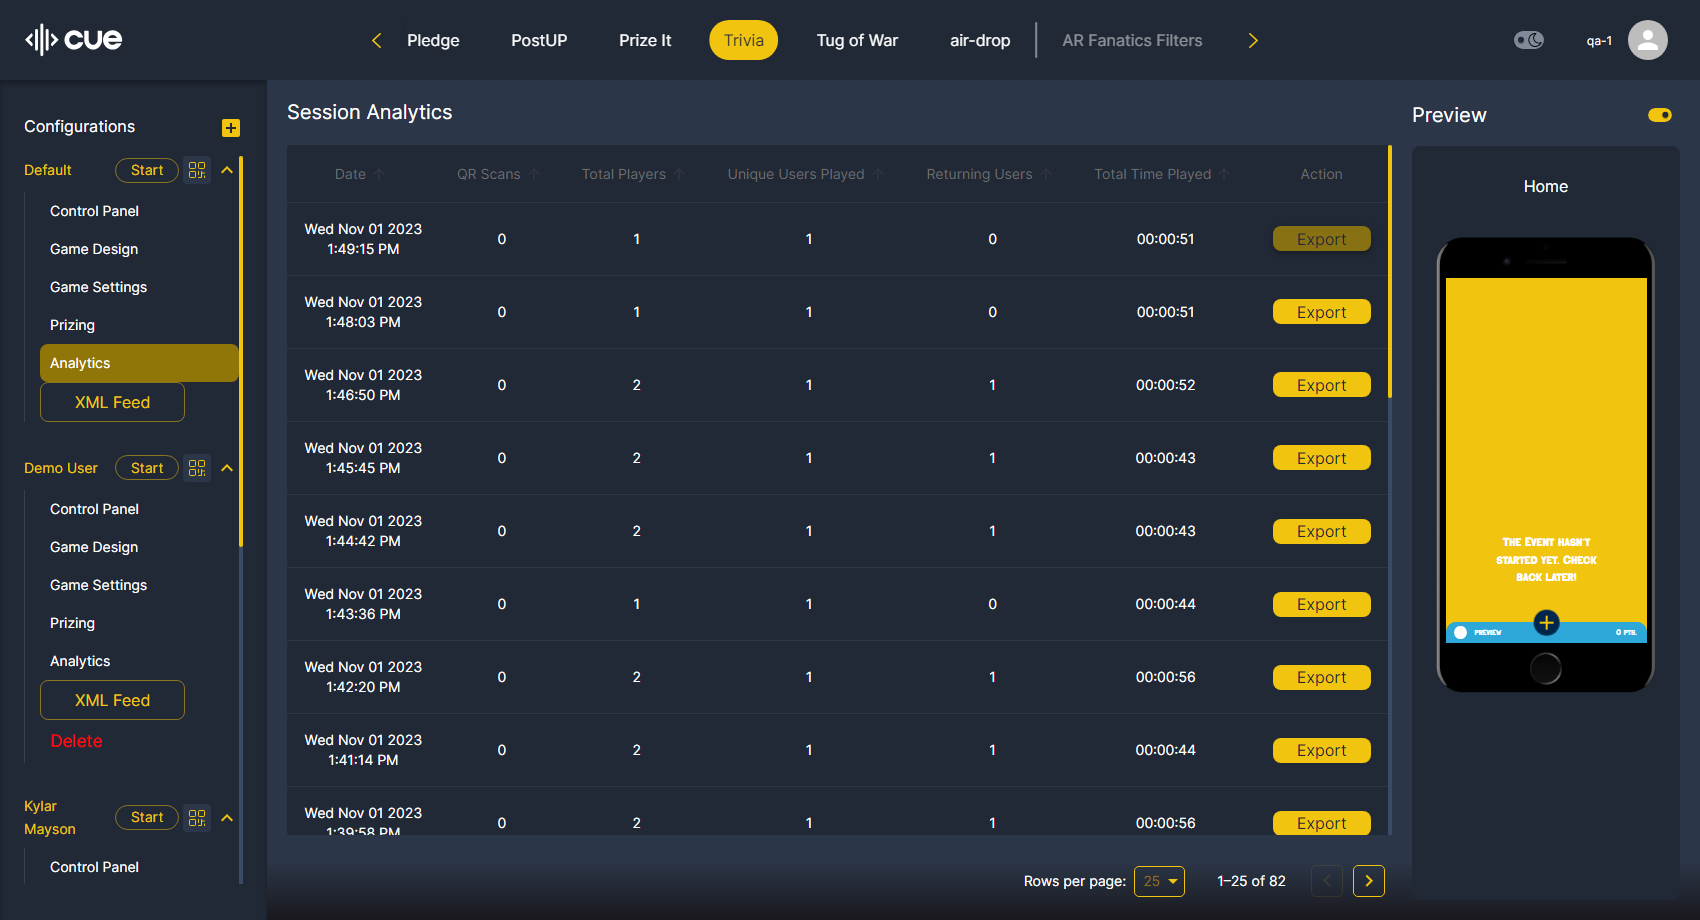 cue
Pledge
PostUP
Prize It
Trivia
Tug of War
air-drop
AR Fanatics Filters
qa-1
Configurations
Default
Start
Control Panel
Game Design
Game Settings
Prizing
Analytics
XML Feed
Demo User
Start
Control Panel
Game Design
Game Settings
Prizing
Analytics
XML Feed
Delete
Kylar
Mayson
Start
Control Panel
Session Analytics
Date QR Scans Total Players Unique Users Played Returning Users Total Time Played Action
Wed Nov 01 2023
1:49:15 PM
0 1 1 0 00:00:51 Export
Wed Nov 01 2023
1:48:03 PM
0 1 1 0 00:00:51 Export
Wed Nov 01 2023
1:46:50 PM
0 2 1 1 00:00:52 Export
Wed Nov 01 2023
1:45:45 PM
0 2 1 1 00:00:43 Export
Wed Nov 01 2023
1:44:42 PM
0 2 1 1 00:00:43 Export
Wed Nov 01 2023
1:43:36 PM
0 1 1 0 00:00:44 Export
Wed Nov 01 2023
1:42:20 PM
0 2 1 1 00:00:56 Export
Wed Nov 01 2023
1:41:14 PM
0 2 1 1 00:00:44 Export
Wed Nov 01 2023
1:39:58 PM
0 2 1 1 00:00:56 Export
Rows per page: 25 1–25 of 82
Preview
Home
The Event hasn't
started yet. Check
back later!
Preview
0 pts.